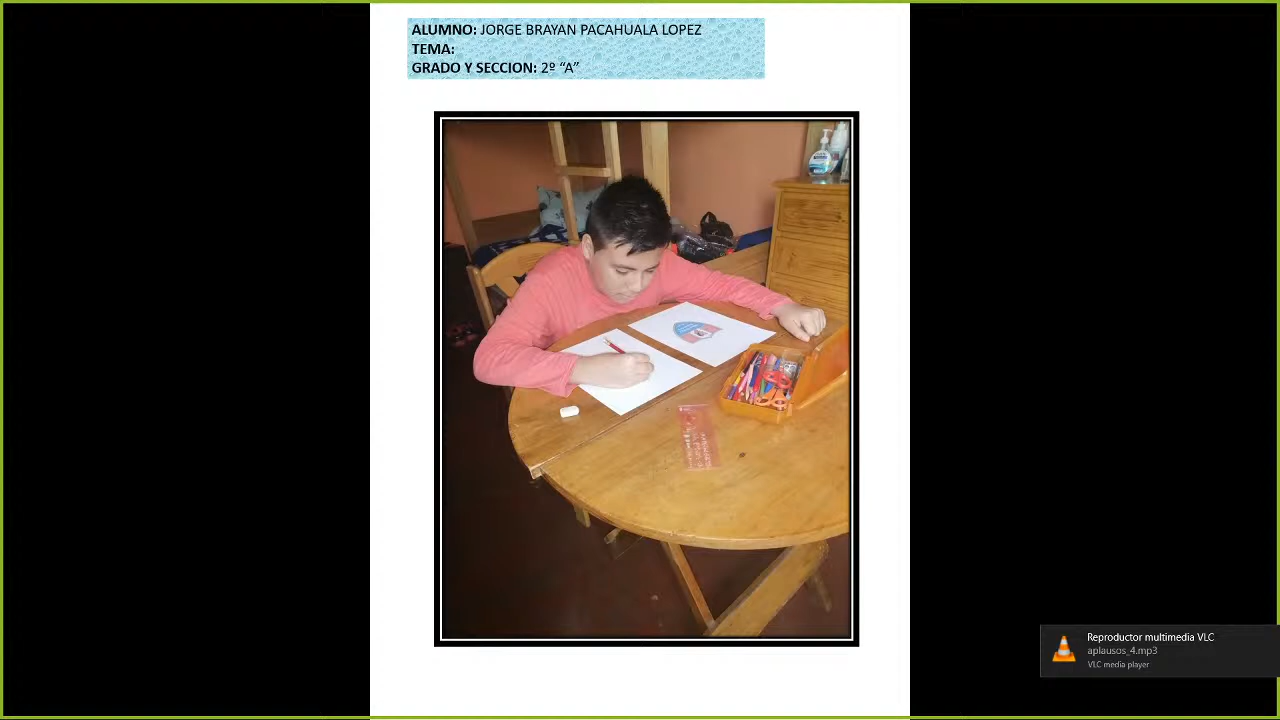 ALUMNO: JORGE BRAYAN PACAHUALA LOPEZ
TEMA:
GRADO Y SECCION: 2º “A”
Reproductor multimedia VLC
aplausos_4.mp3
VLC media player